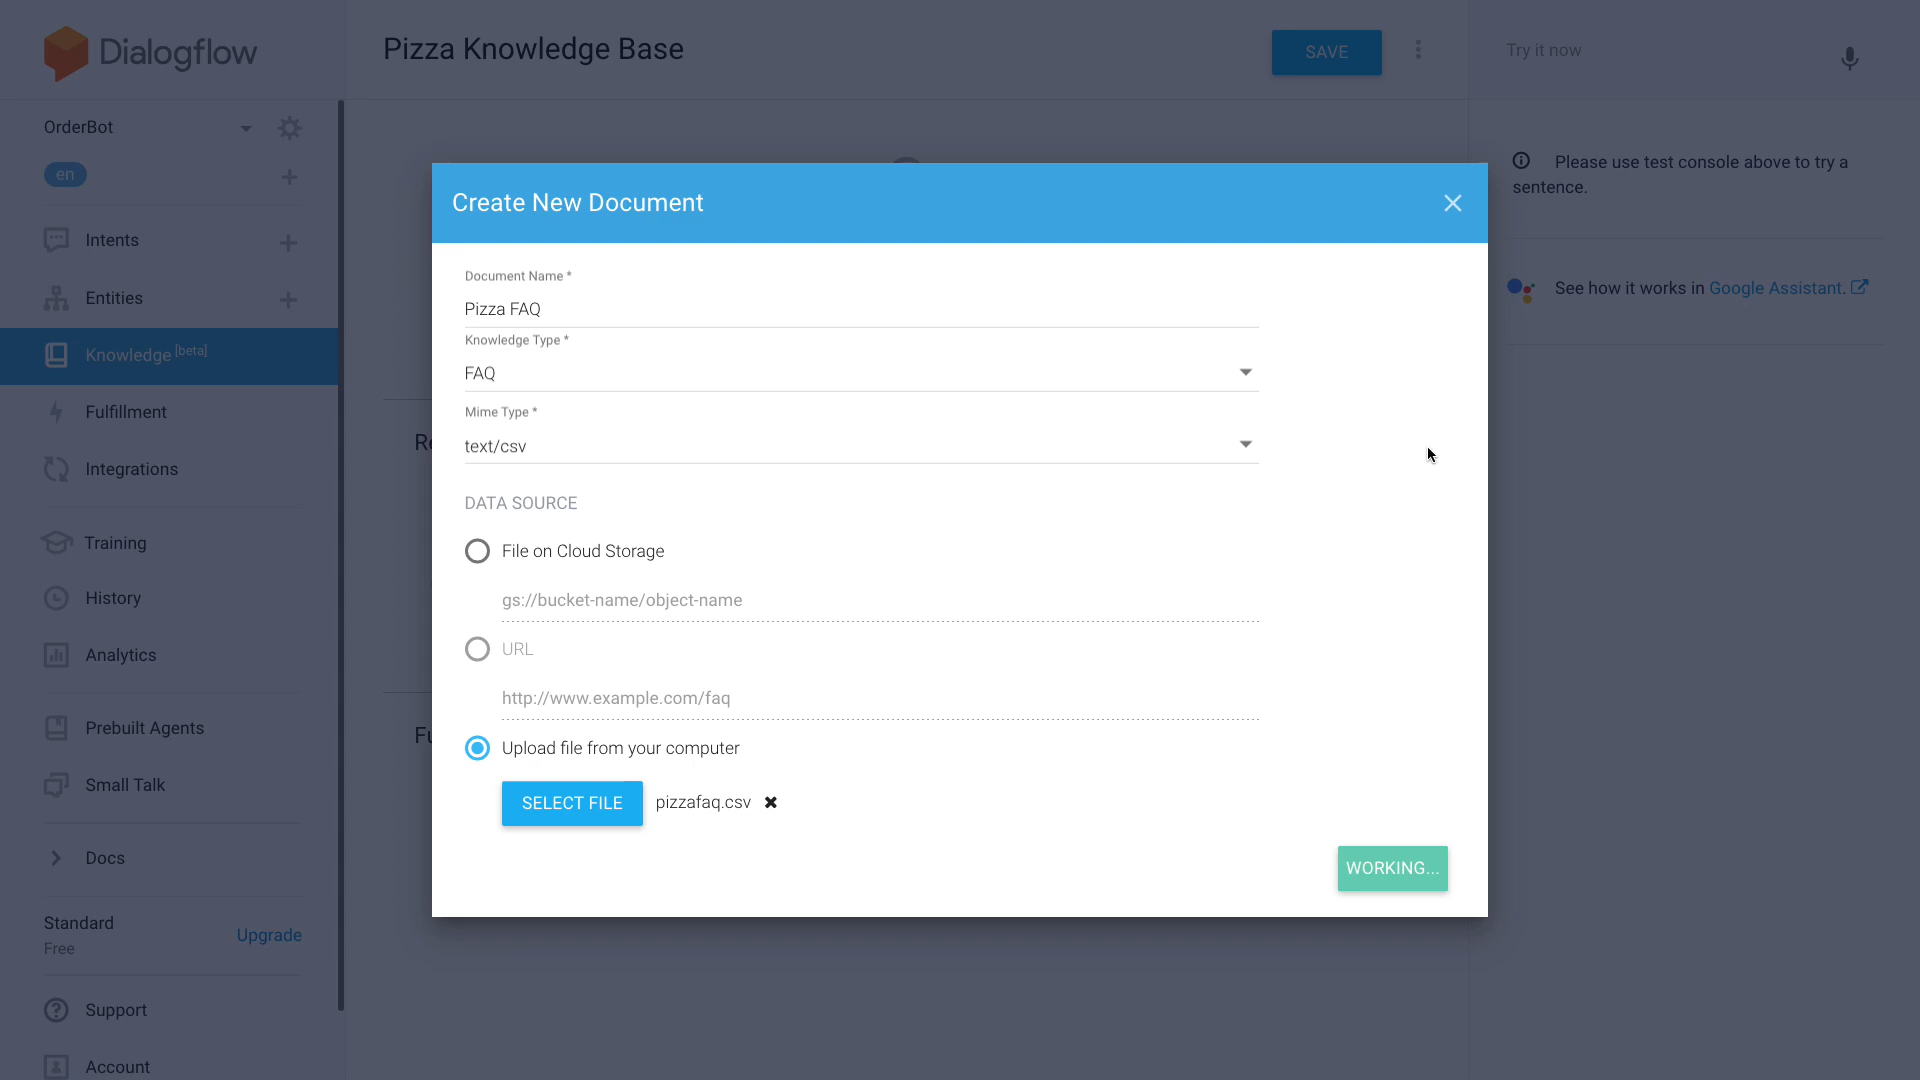 Dialogflow
Pizza Knowledge Base
SAVE
Try it now
OrderBot
en
Intents
Entities
Knowledge [beta]
Fulfillment
Integrations
Training
History
Analytics
Prebuilt Agents
Small Talk
Docs
Standard
Free
Upgrade
Support
Account
Create New Document
Document Name *
Pizza FAQ
Knowledge Type *
FAQ
Mime Type *
text/csv
DATA SOURCE
File on Cloud Storage
gs://bucket-name/object-name
URL
http://www.example.com/faq
Upload file from your computer
SELECT FILE
pizzafaq.csv
WORKING...
Please use test console above to try a
sentence.
See how it works in Google Assistant.